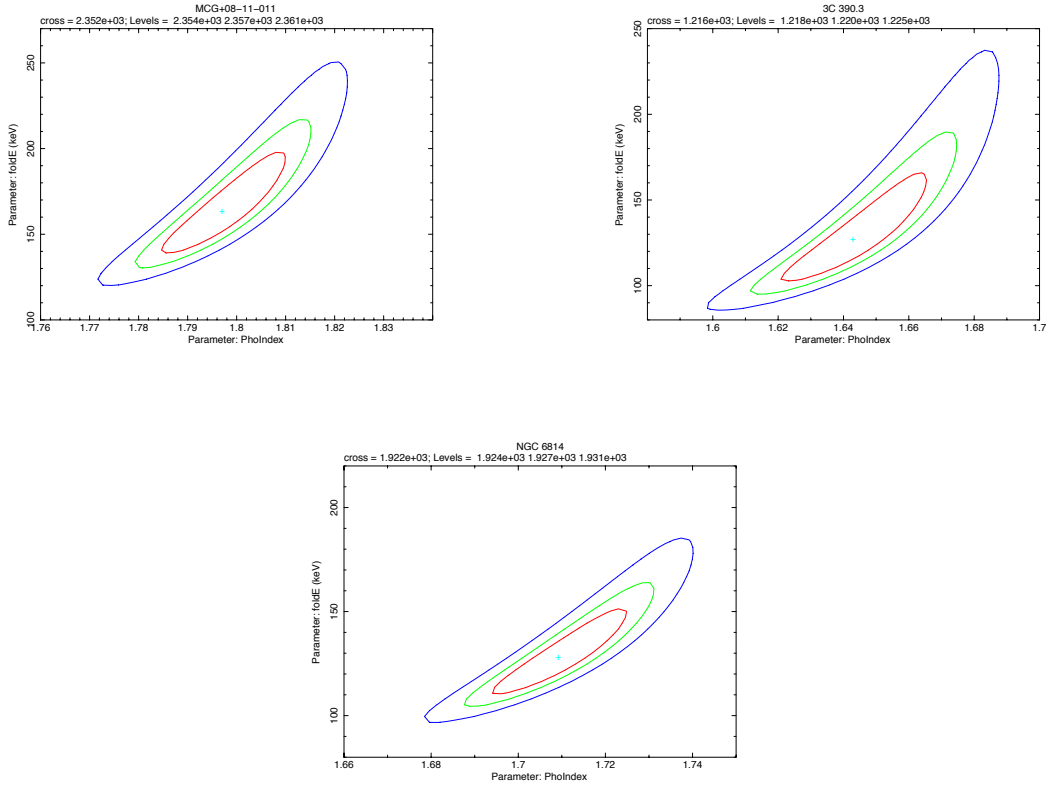 MCG+08−11−011
cross = 2.352e+03; Levels = 2.354e+03 2.357e+03 2.361e+03
250
200
150
100
Parameter: foldE (keV)
1.76 1.77 1.78 1.79 1.8 1.81 1.82 1.83
Parameter: PhoIndex
3C 390.3
cross = 1.216e+03; Levels = 1.218e+03 1.220e+03 1.225e+03
250
200
150
100
Parameter: foldE (keV)
1.6 1.62 1.64 1.66 1.68 1.7
Parameter: PhoIndex
NGC 6814
cross = 1.922e+03; Levels = 1.924e+03 1.927e+03 1.931e+03
200
150
100
Parameter: foldE (keV)
1.66 1.68 1.7 1.72 1.74
Parameter: PhoIndex